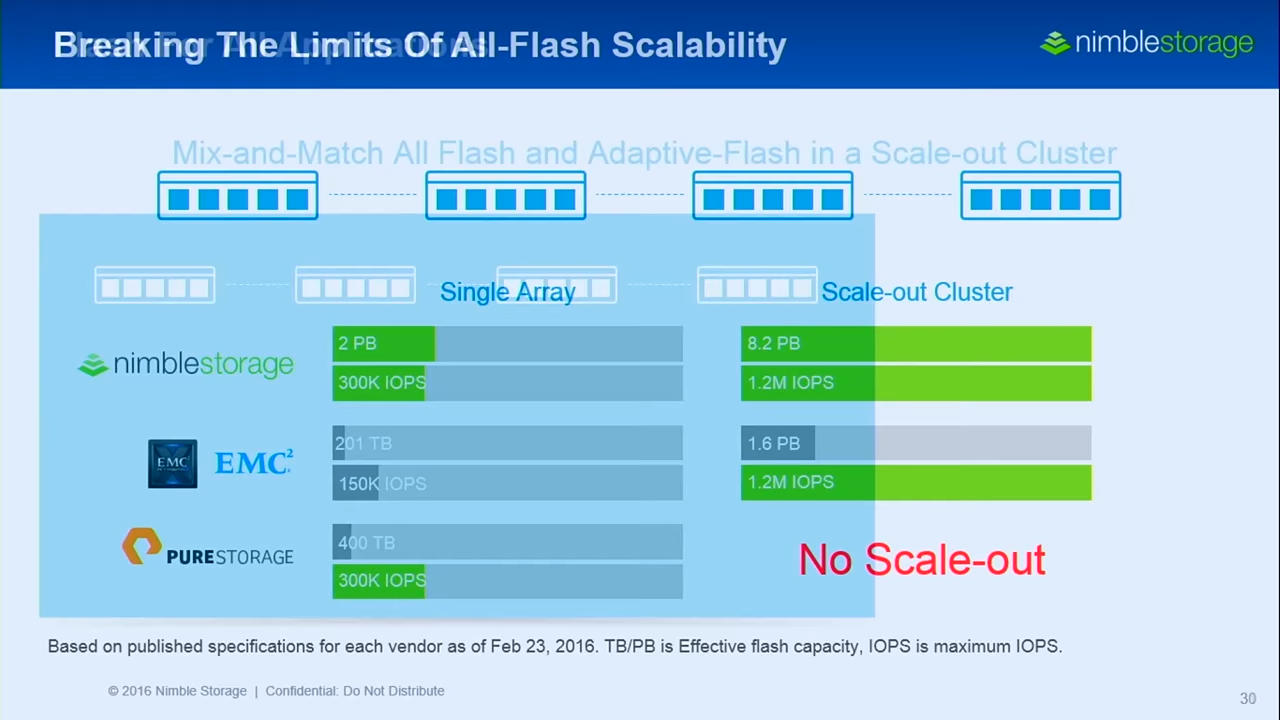 Breaking The Limits Of All-Flash Scalability
nimblestorage
Mix-and-Match All Flash and Adaptive-Flash in a Scale-out Cluster
Single Array
Scale-out Cluster
nimblestorage
2 PB
8.2 PB
300K IOPS
1.2M IOPS
EMC²
EMC²
201 TB
1.6 PB
150K IOPS
1.2M IOPS
PURESTORAGE
400 TB
No Scale-out
300K IOPS
Based on published specifications for each vendor as of Feb 23, 2016. TB/PB is Effective flash capacity, IOPS is maximum IOPS.
© 2016 Nimble Storage | Confidential: Do Not Distribute
30